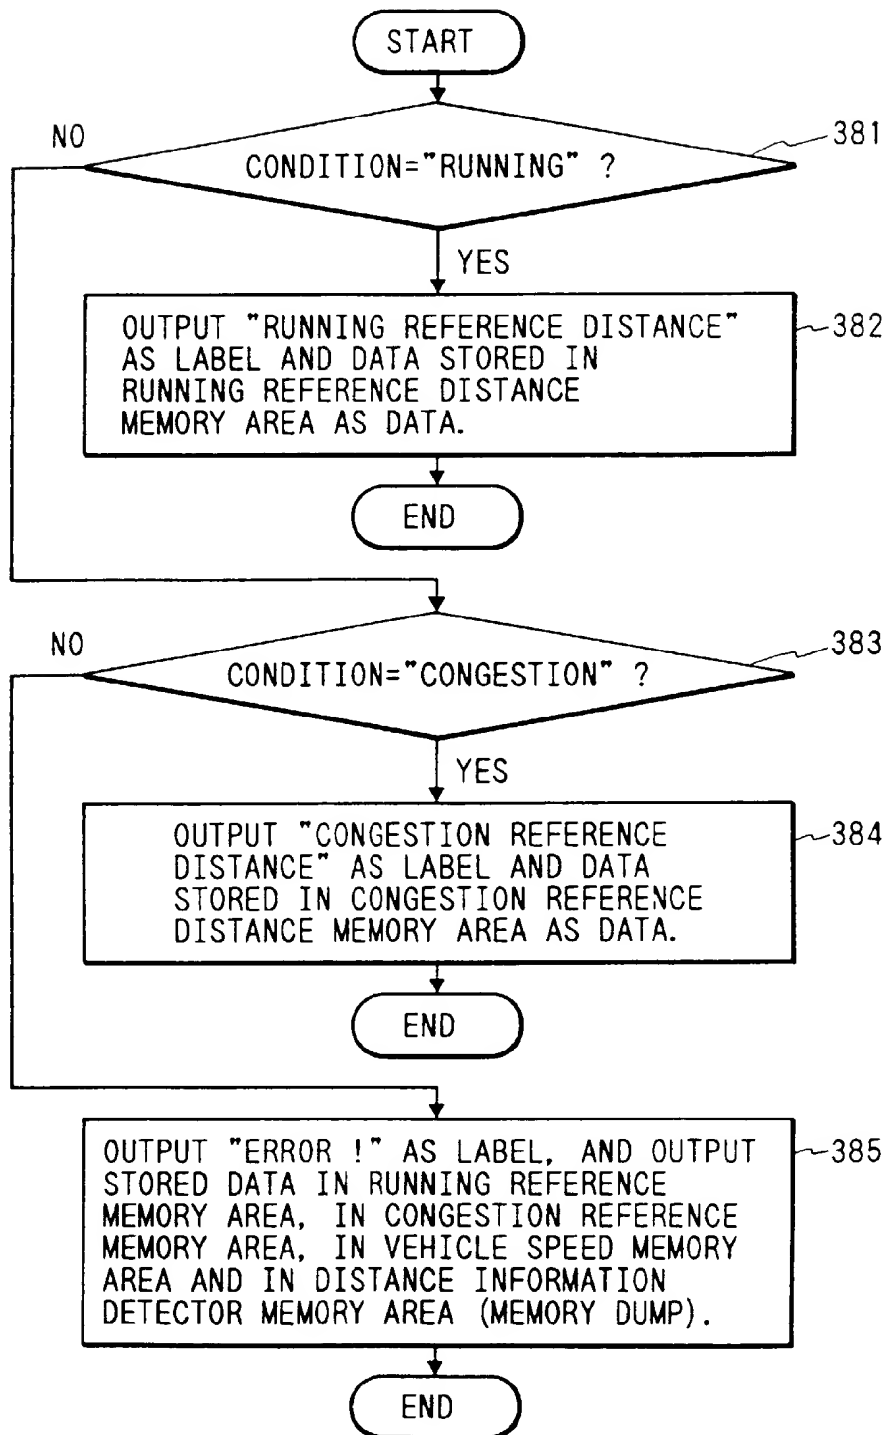 START
NO
381
CONDITION="RUNNING" ?
YES
OUTPUT "RUNNING REFERENCE DISTANCE"
AS LABEL AND DATA STORED IN
RUNNING REFERENCE DISTANCE
MEMORY AREA AS DATA.
382
END
NO
383
CONDITION="CONGESTION" ?
YES
OUTPUT "CONGESTION REFERENCE
DISTANCE" AS LABEL AND DATA
STORED IN CONGESTION REFERENCE
DISTANCE MEMORY AREA AS DATA.
384
END
OUTPUT "ERROR !" AS LABEL, AND OUTPUT
STORED DATA IN RUNNING REFERENCE
MEMORY AREA, IN CONGESTION REFERENCE
MEMORY AREA, IN VEHICLE SPEED MEMORY
AREA AND IN DISTANCE INFORMATION
DETECTOR MEMORY AREA (MEMORY DUMP).
385
END